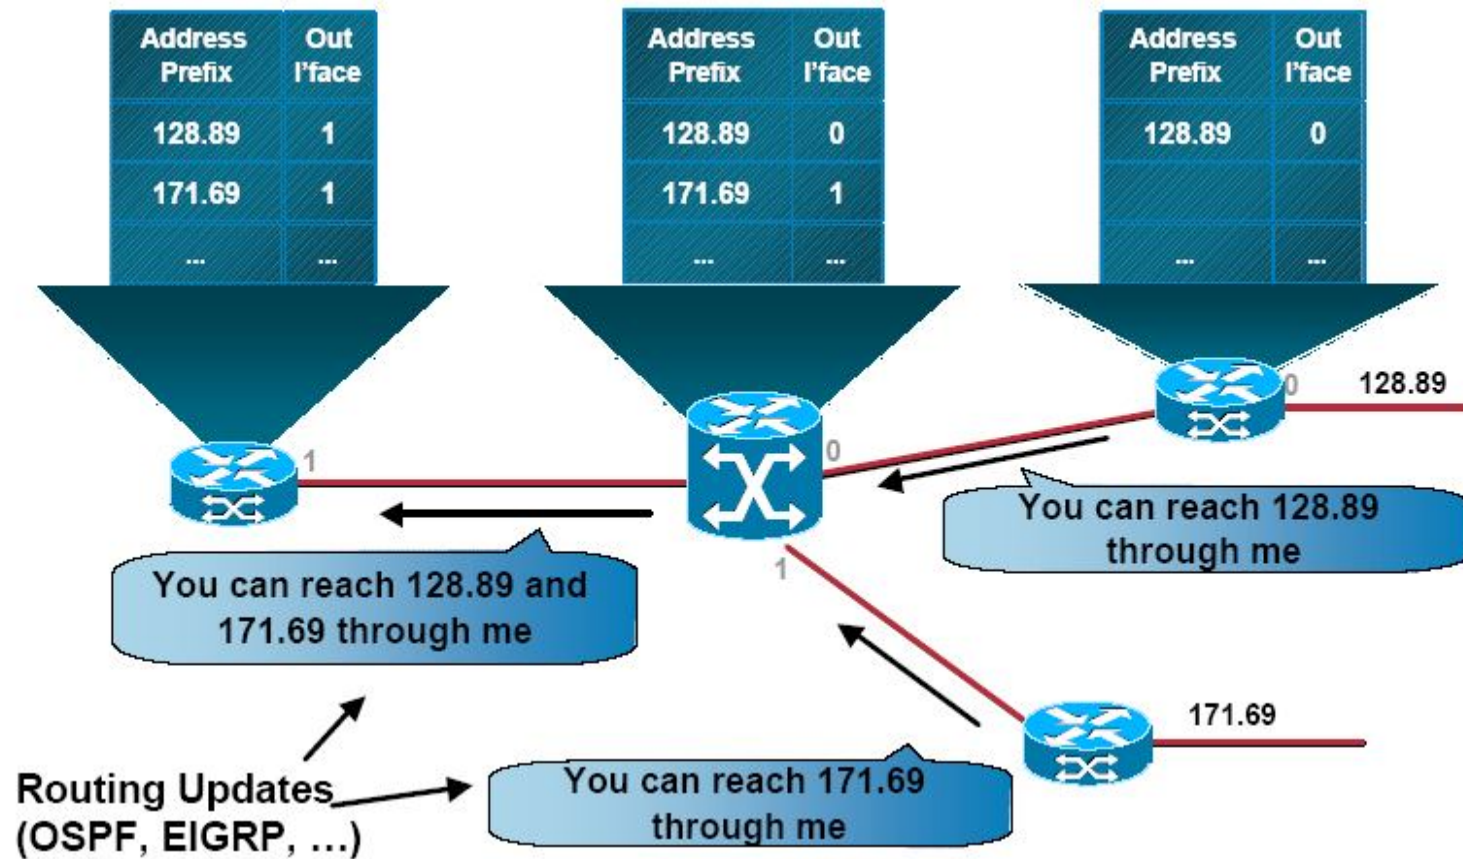 Address Prefix Out I'face
128.89 1
171.69 1
... ...
Address Prefix Out I'face
128.89 0
171.69 1
... ...
Address Prefix Out I'face
128.89 0
... ...
0
128.89
1
0
You can reach 128.89
through me
1
You can reach 128.89 and
171.69 through me
171.69
You can reach 171.69
through me
Routing Updates
(OSPF, EIGRP, ...)